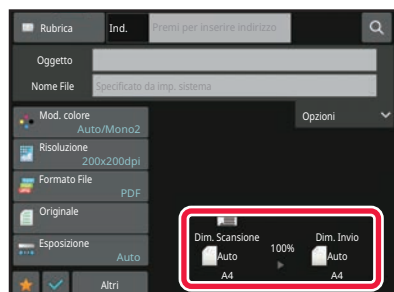 Rubrica
Ind.
Premi per inserire indirizzo
Oggetto
Nome File
Specificato da imp. sistema
Opzioni
Mod. colore
Auto/Mono2
Risoluzione
200x200dpi
Formato File
PDF
Originale
Esposizione
Auto
Altri
Dim. Scansione
100%
Dim. Invio
Auto
Auto
A4
A4